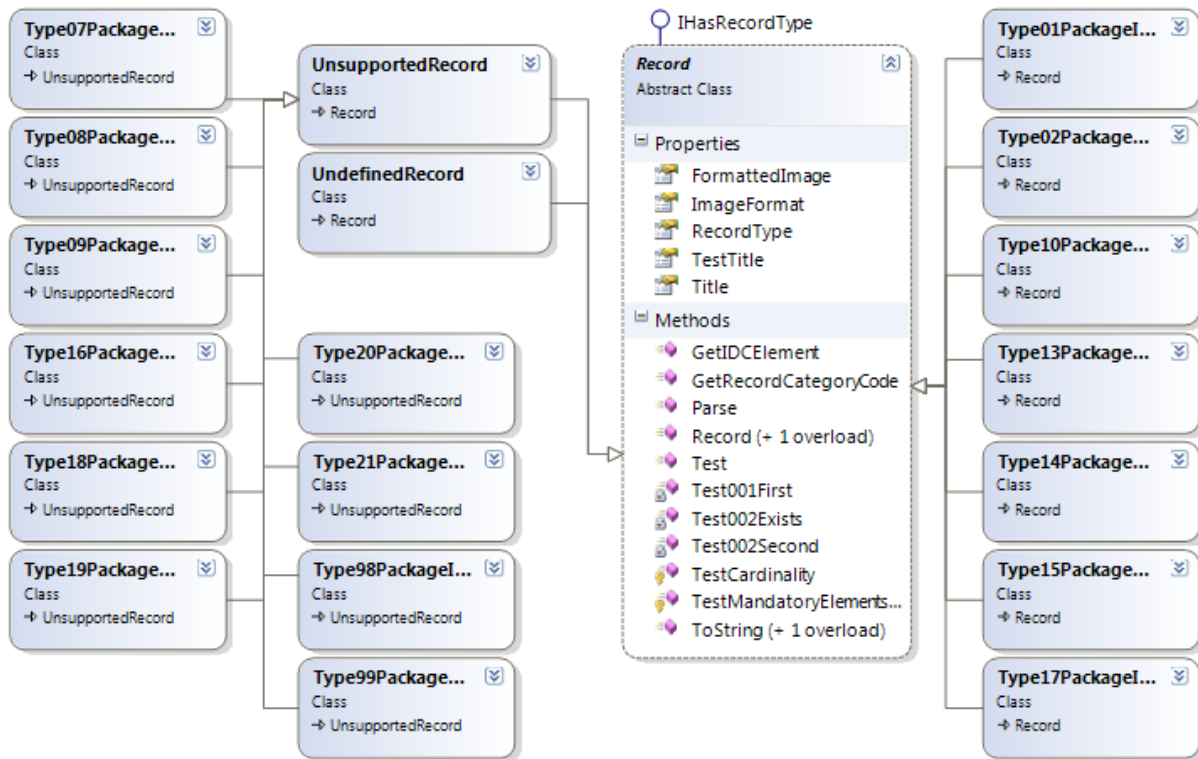 Type07Package...
Class
UnsupportedRecord
Type08Package...
Class
UnsupportedRecord
Type09Package...
Class
UnsupportedRecord
Type16Package...
Class
UnsupportedRecord
Type18Package...
Class
UnsupportedRecord
Type19Package...
Class
UnsupportedRecord
UnsupportedRecord
Class
Record
UndefinedRecord
Class
Record
Type20Package...
Class
UnsupportedRecord
Type21Package...
Class
UnsupportedRecord
Type98PackageI...
Class
UnsupportedRecord
Type99Package...
Class
UnsupportedRecord
IHasRecordType
Record
Abstract Class
Properties
FormattedImage
ImageFormat
RecordType
TestTitle
Title
Methods
GetIDCElement
GetRecordCategoryCode
Parse
Record (+ 1 overload)
Test
Test001First
Test002Exists
Test002Second
TestCardinality
TestMandatoryElements...
ToString (+ 1 overload)
Type01PackageI...
Class
Record
Type02Package...
Class
Record
Type10Package...
Class
Record
Type13Package...
Class
Record
Type14Package...
Class
Record
Type15Package...
Class
Record
Type17PackageI...
Class
Record